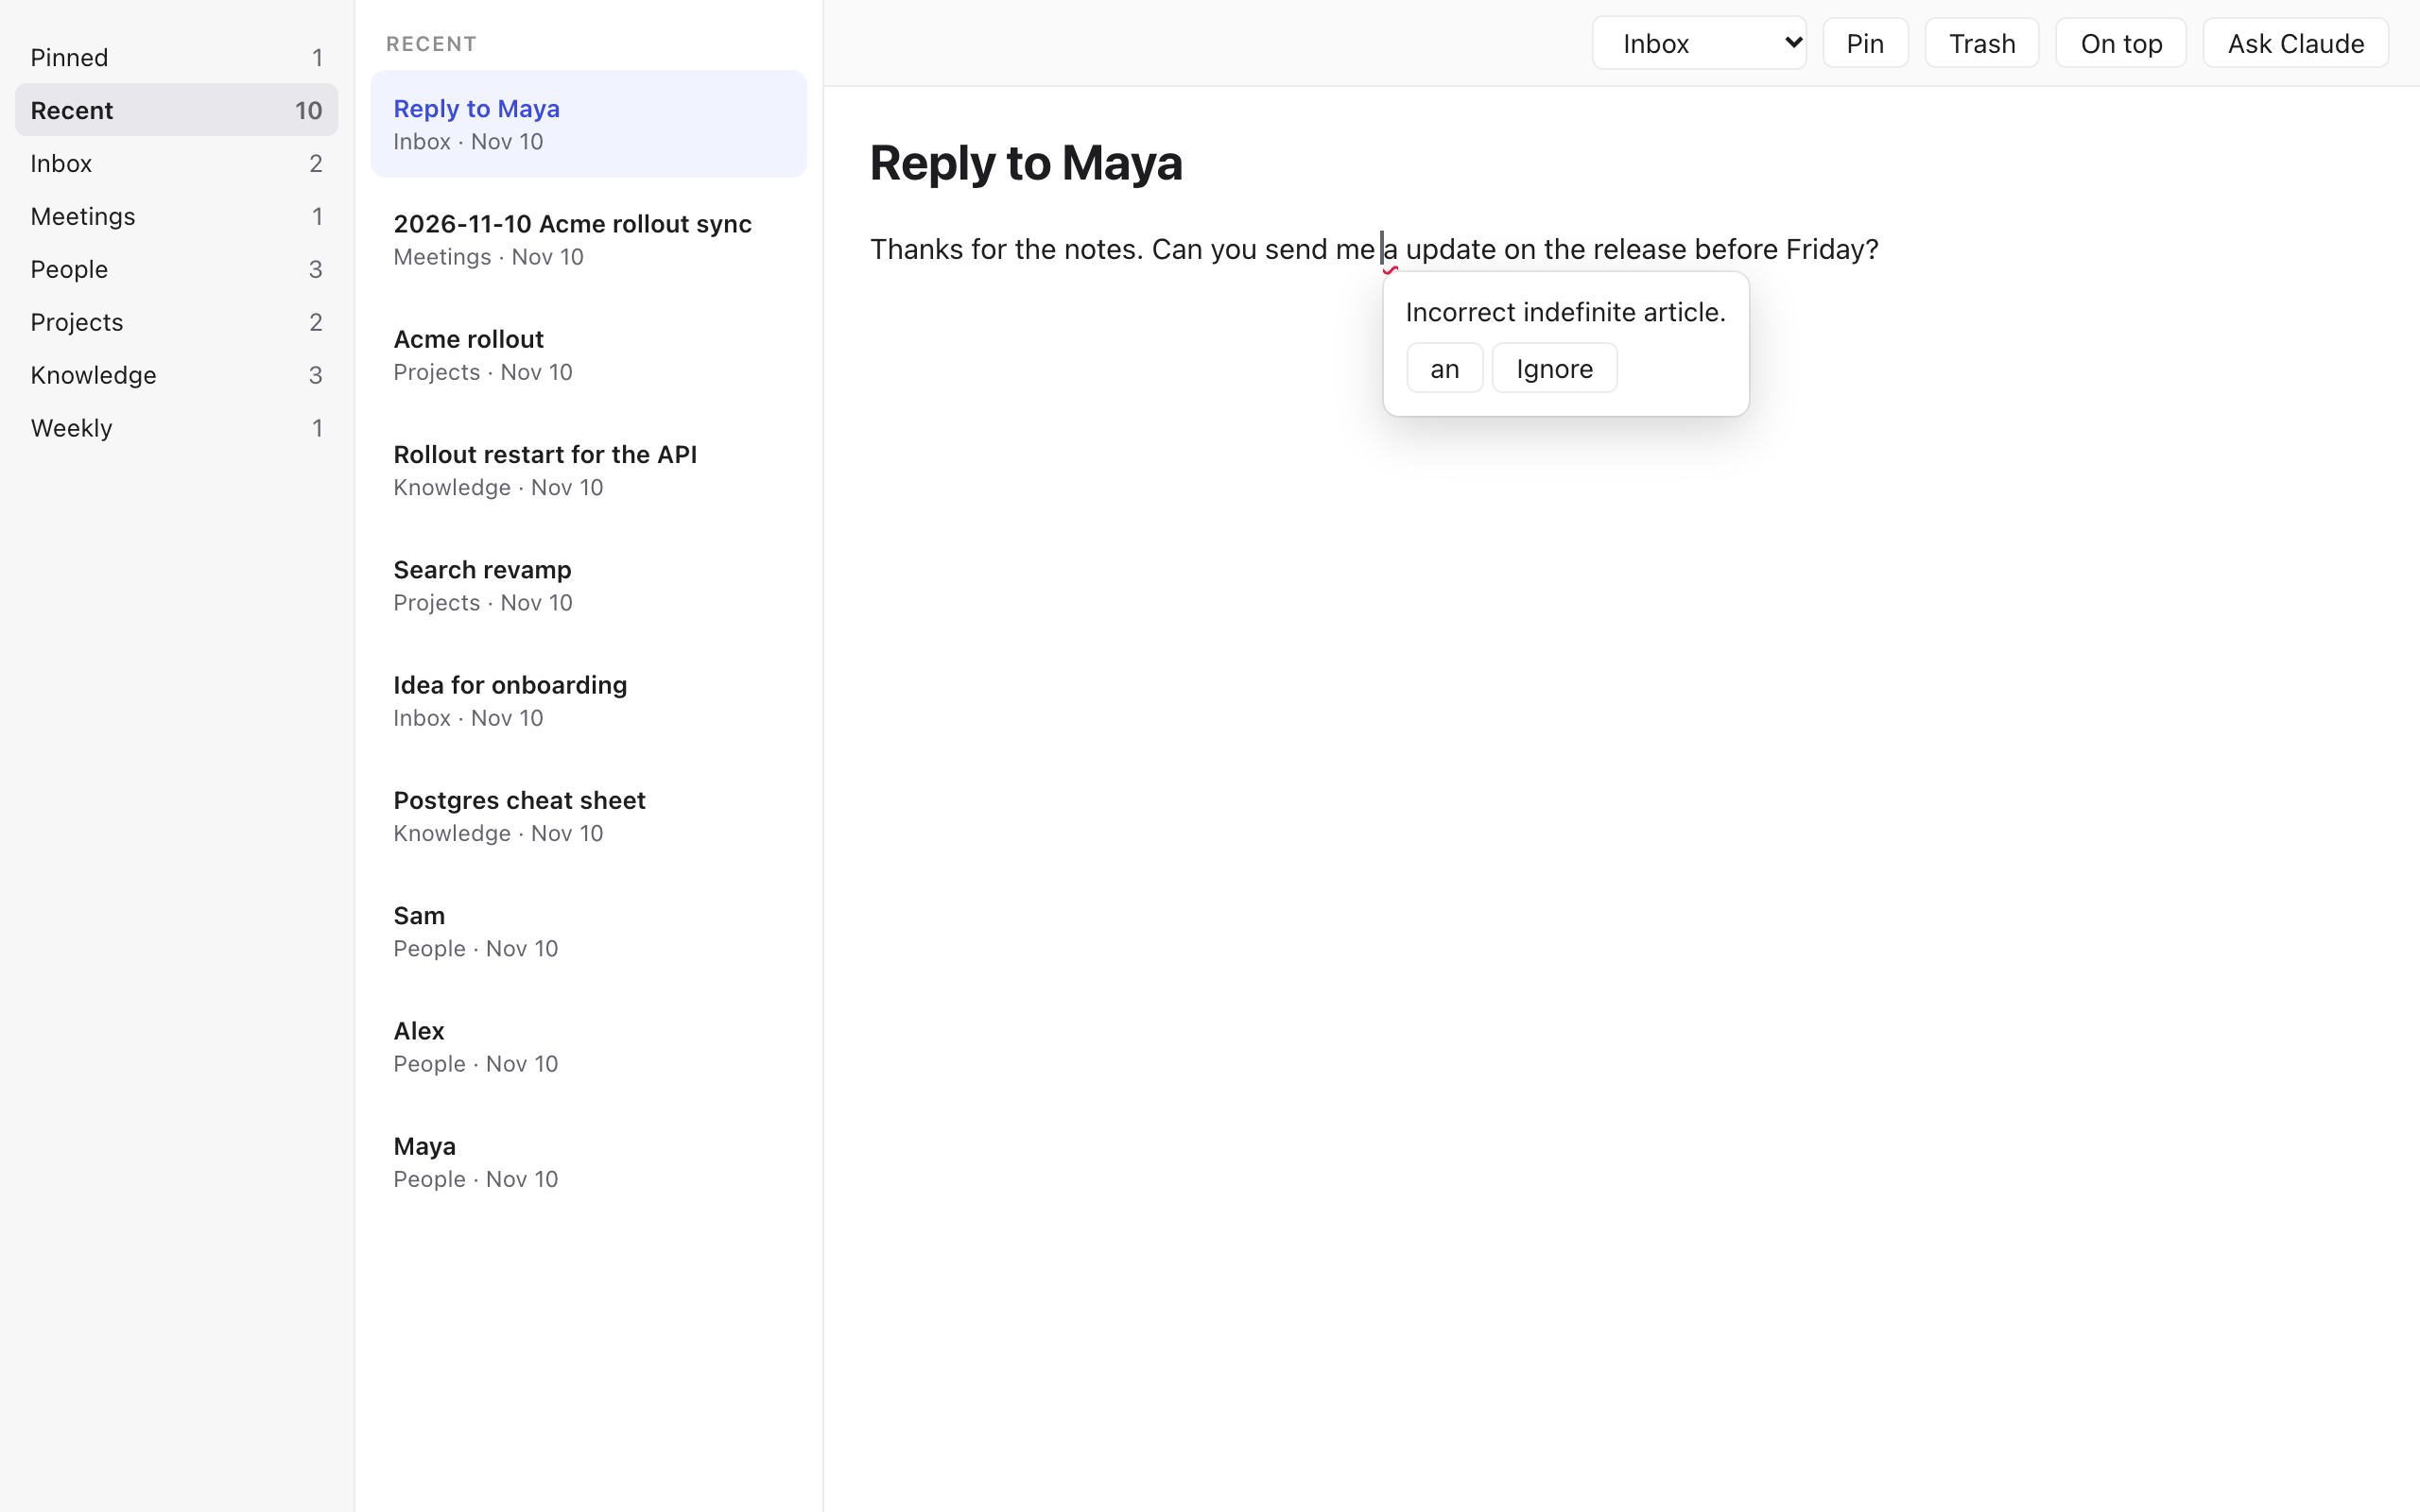 Pinned 1
Recent 10
Inbox 2
Meetings 1
People 3
Projects 2
Knowledge 3
Weekly 1
RECENT
Reply to Maya
Inbox · Nov 10
2026-11-10 Acme rollout sync
Meetings · Nov 10
Acme rollout
Projects · Nov 10
Rollout restart for the API
Knowledge · Nov 10
Search revamp
Projects · Nov 10
Idea for onboarding
Inbox · Nov 10
Postgres cheat sheet
Knowledge · Nov 10
Sam
People · Nov 10
Alex
People · Nov 10
Maya
People · Nov 10
Inbox Pin Trash On top Ask Claude
Reply to Maya
Thanks for the notes. Can you send me a update on the release before Friday?
Incorrect indefinite article.
an Ignore